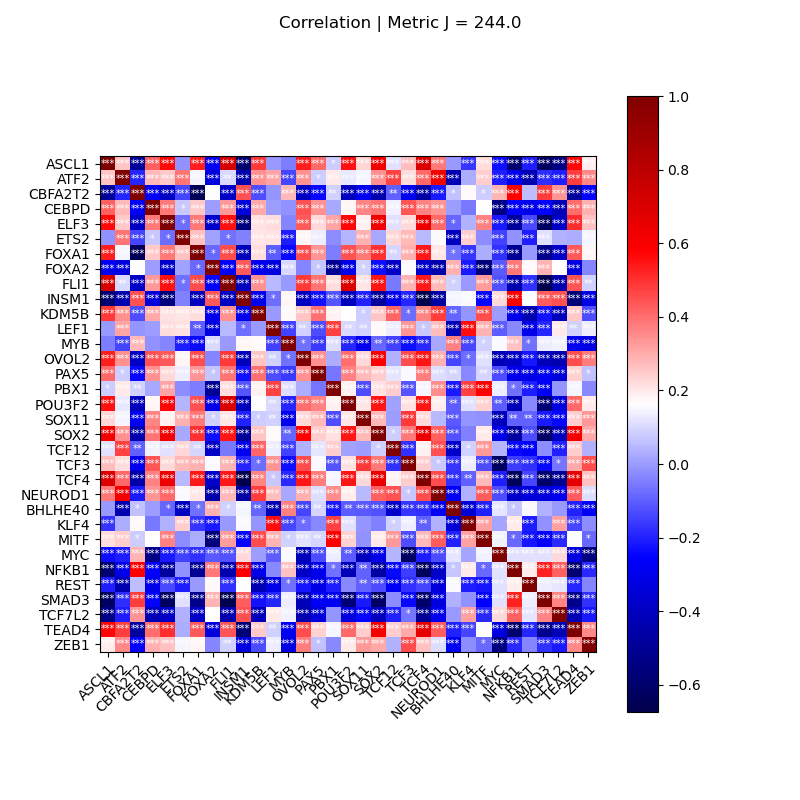 Correlation | Metric J = 244.0
ASCL1
ATF2
CBFA2T2
CEBPD
ELF3
ETS2
FOXA1
FOXA2
FLI1
INSM1
KDM5B
LEF1
MYB
OVOL2
PAX5
PBX1
POU3F2
SOX11
SOX2
TCF12
TCF3
TCF4
NEUROD1
BHLHE40
KLF4
MITF
MYC
NFKB1
REST
SMAD3
TCF7L2
TEAD4
ZEB1
ASCL1
ATF2
CBFA2T2
CEBPD
ELF3
ETS2
FOXA1
FOXA2
FLI1
INSM1
KDM5B
LEF1
MYB
OVOL2
PAX5
PBX1
POU3F2
SOX11
SOX2
TCF12
TCF3
TCF4
NEUROD1
BHLHE40
KLF4
MITF
MYC
NFKB1
REST
SMAD3
TCF7L2
TEAD4
ZEB1
1.0
0.8
0.6
0.4
0.2
0.0
−0.2
−0.4
−0.6